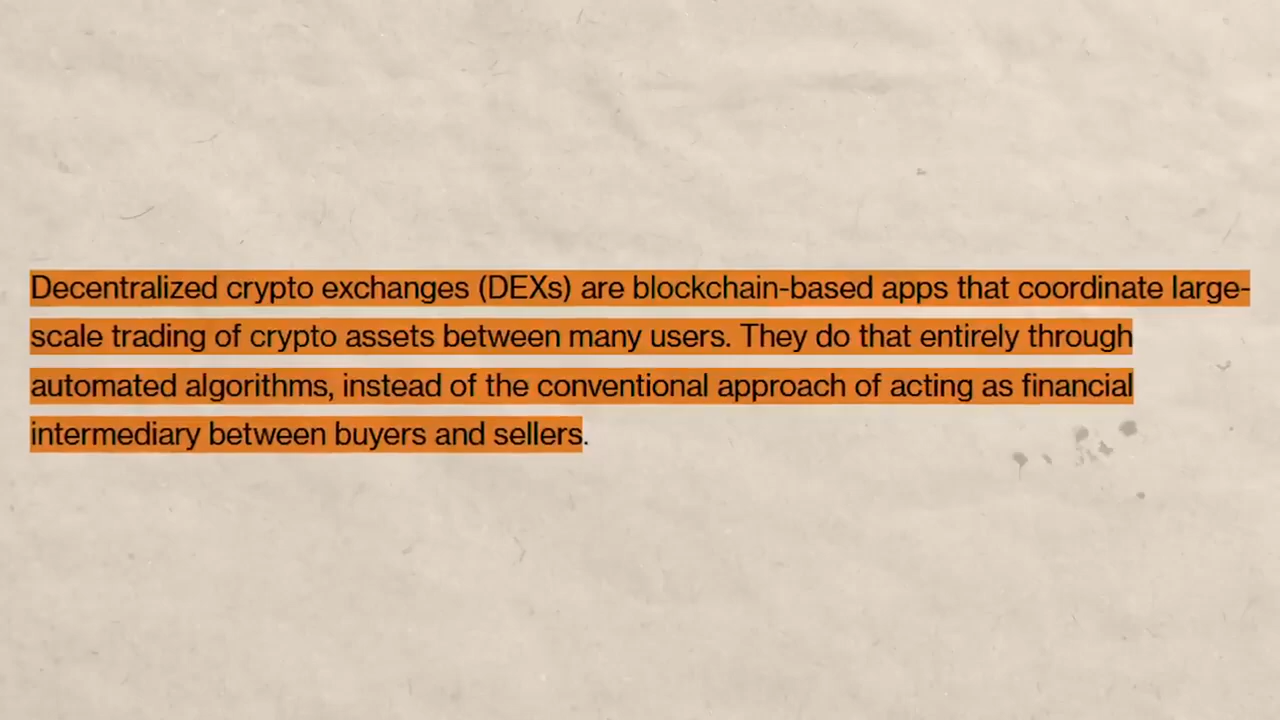 Decentralized crypto exchanges (DEXs) are blockchain-based apps that coordinate large-
scale trading of crypto assets between many users. They do that entirely through
automated algorithms, instead of the conventional approach of acting as financial
intermediary between buyers and sellers.